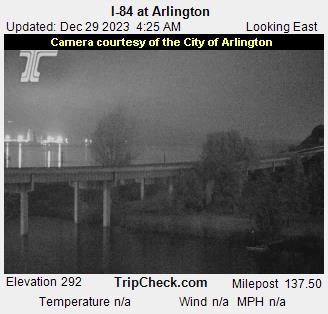 I-84 at Arlington
Updated: Dec 29 2023 4:25 AM Looking East
Camera courtesy of the City of Arlington
Elevation 292 TripCheck.com Milepost 137.50
Temperature n/a Wind n/a MPH n/a